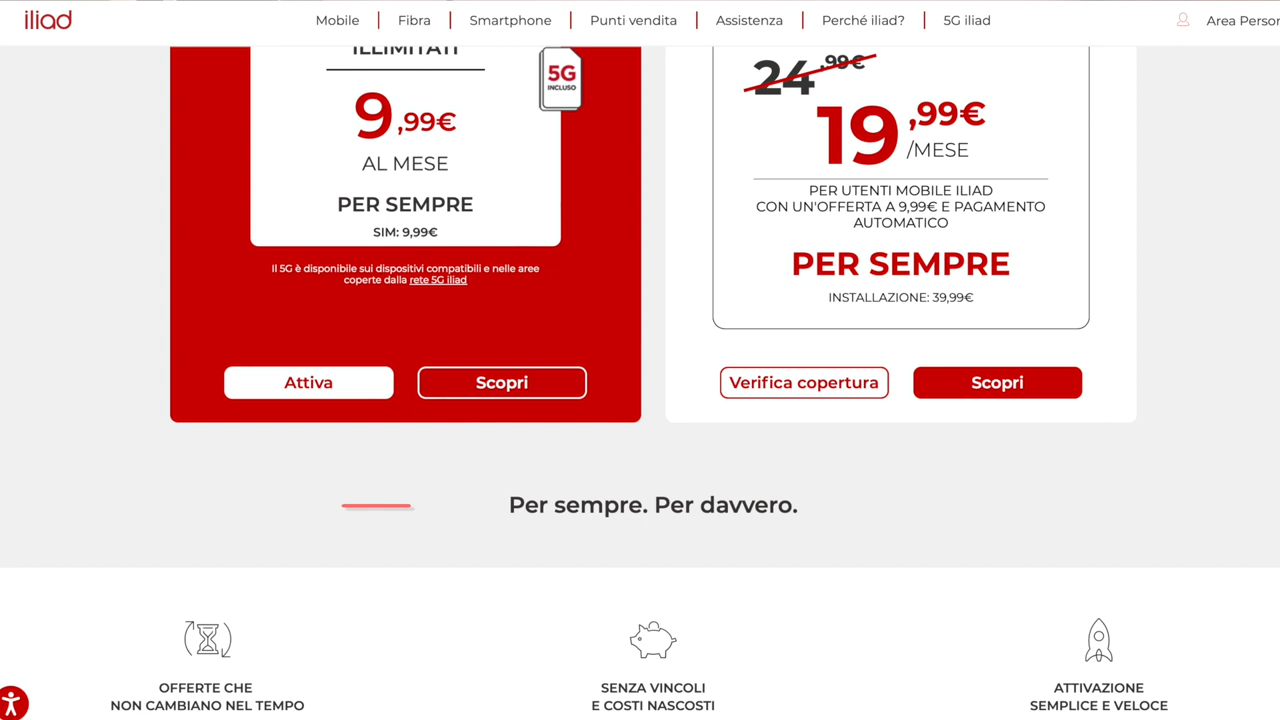 iliad
Mobile
Fibra
Smartphone
Punti vendita
Assistenza
Perché iliad?
5G iliad
Area Person
ILLIMITATI
5G
INCLUSO
9,99€
AL MESE
PER SEMPRE
SIM: 9,99€
Il 5G è disponibile sui dispositivi compatibili e nelle aree
coperte dalla rete 5G iliad
Attiva
Scopri
24,99€
19,99€
/MESE
PER UTENTI MOBILE ILIAD
CON UN'OFFERTA A 9,99€ E PAGAMENTO
AUTOMATICO
PER SEMPRE
INSTALLAZIONE: 39,99€
Verifica copertura
Scopri
Per sempre. Per davvero.
OFFERTE CHE
NON CAMBIANO NEL TEMPO
SENZA VINCOLI
E COSTI NASCOSTI
ATTIVAZIONE
SEMPLICE E VELOCE